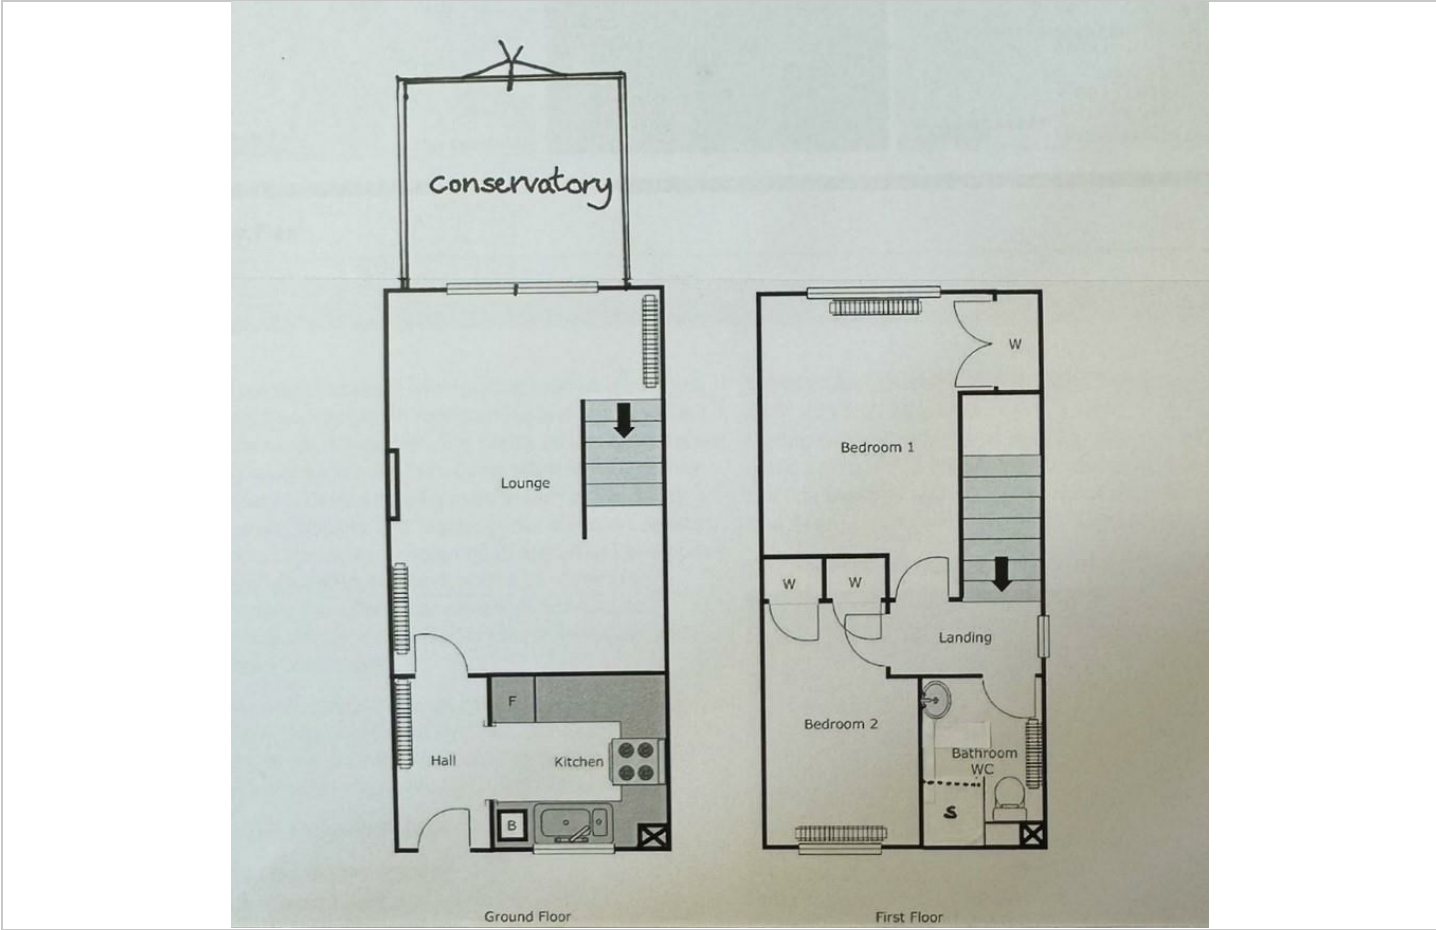 conservatory
W
Bedroom 1
Lounge
W
W
Landing
F
Bedroom 2
Hall
Kitchen
Bathroom
WC
B
S
Ground Floor
First Floor